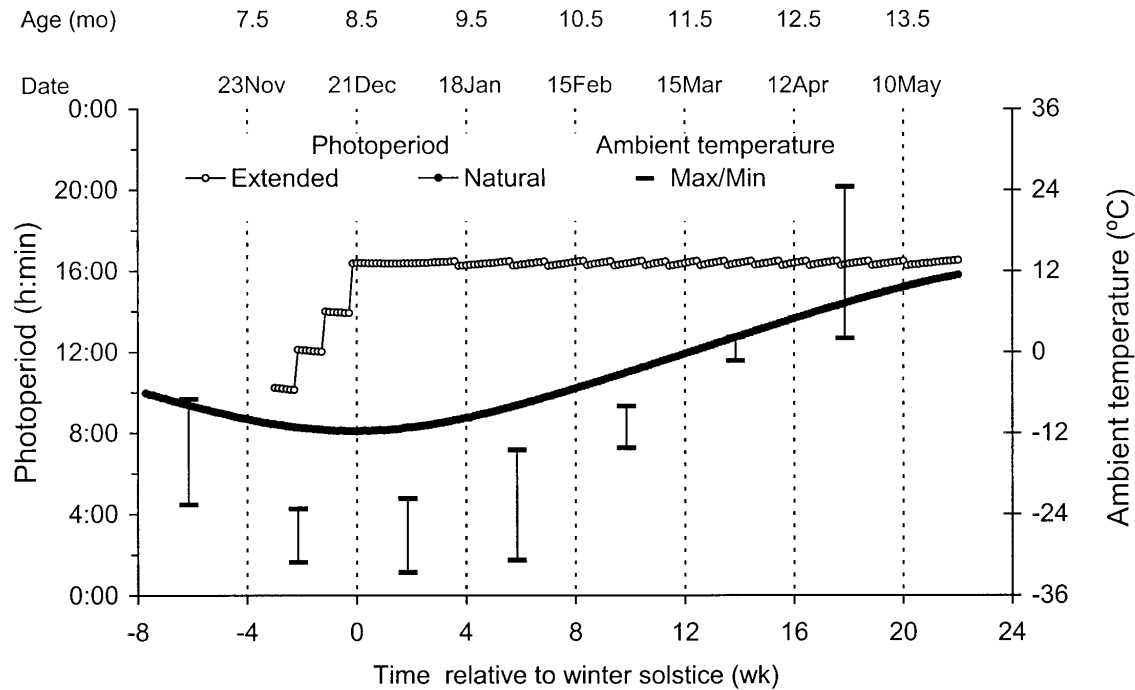 Age (mo) 7.5 8.5 9.5 10.5 11.5 12.5 13.5
Date 23Nov 21Dec 18Jan 15Feb 15Mar 12Apr 10May
0:00 36
Photoperiod Ambient temperature
Extended Natural Max/Min
20:00 24
16:00 12
12:00 0
8:00 -12
4:00 -24
0:00 -36
Photoperiod (h:min)
Ambient temperature (ºC)
-8 -4 0 4 8 12 16 20 24
Time relative to winter solstice (wk)